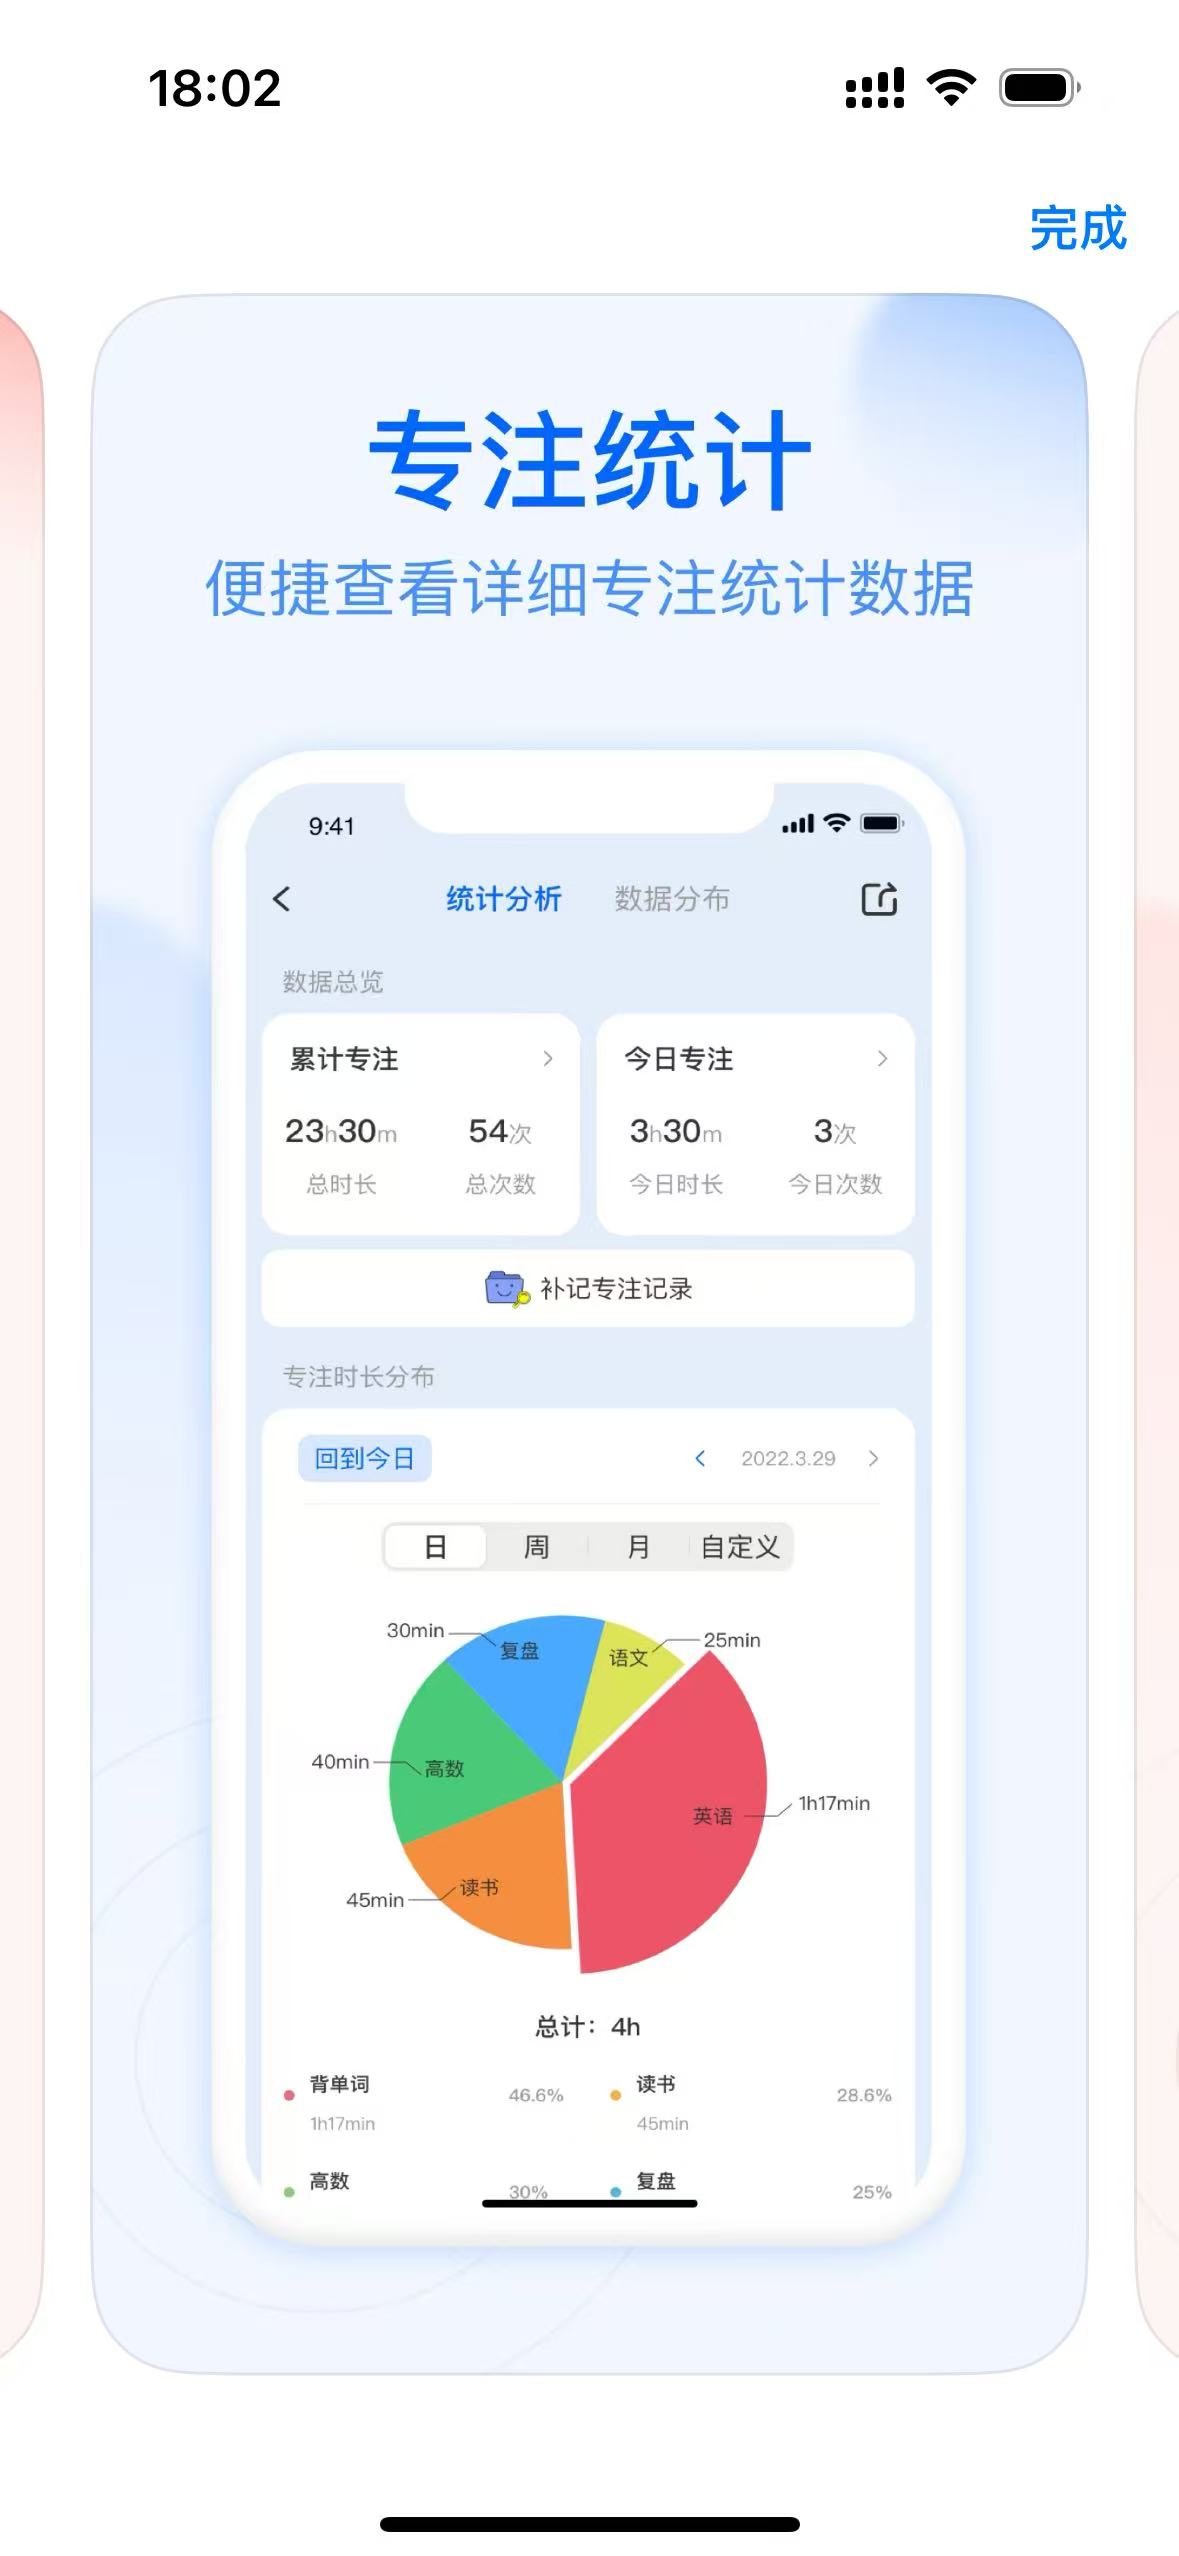 18:02
完成
专注统计
便捷查看详细专注统计数据
9:41
统计分析 数据分布
数据总览
累计专注
23h30m 54次
总时长 总次数
今日专注
3h30m 3次
今日时长 今日次数
补记专注记录
专注时长分布
回到今日 2022.3.29
日 周 月 自定义
30min 复盘
语文 25min
40min 高数
英语 1h17min
45min 读书
总计：4h
背单词 46.6%
1h17min
读书 28.6%
45min
高数 30%
复盘 25%